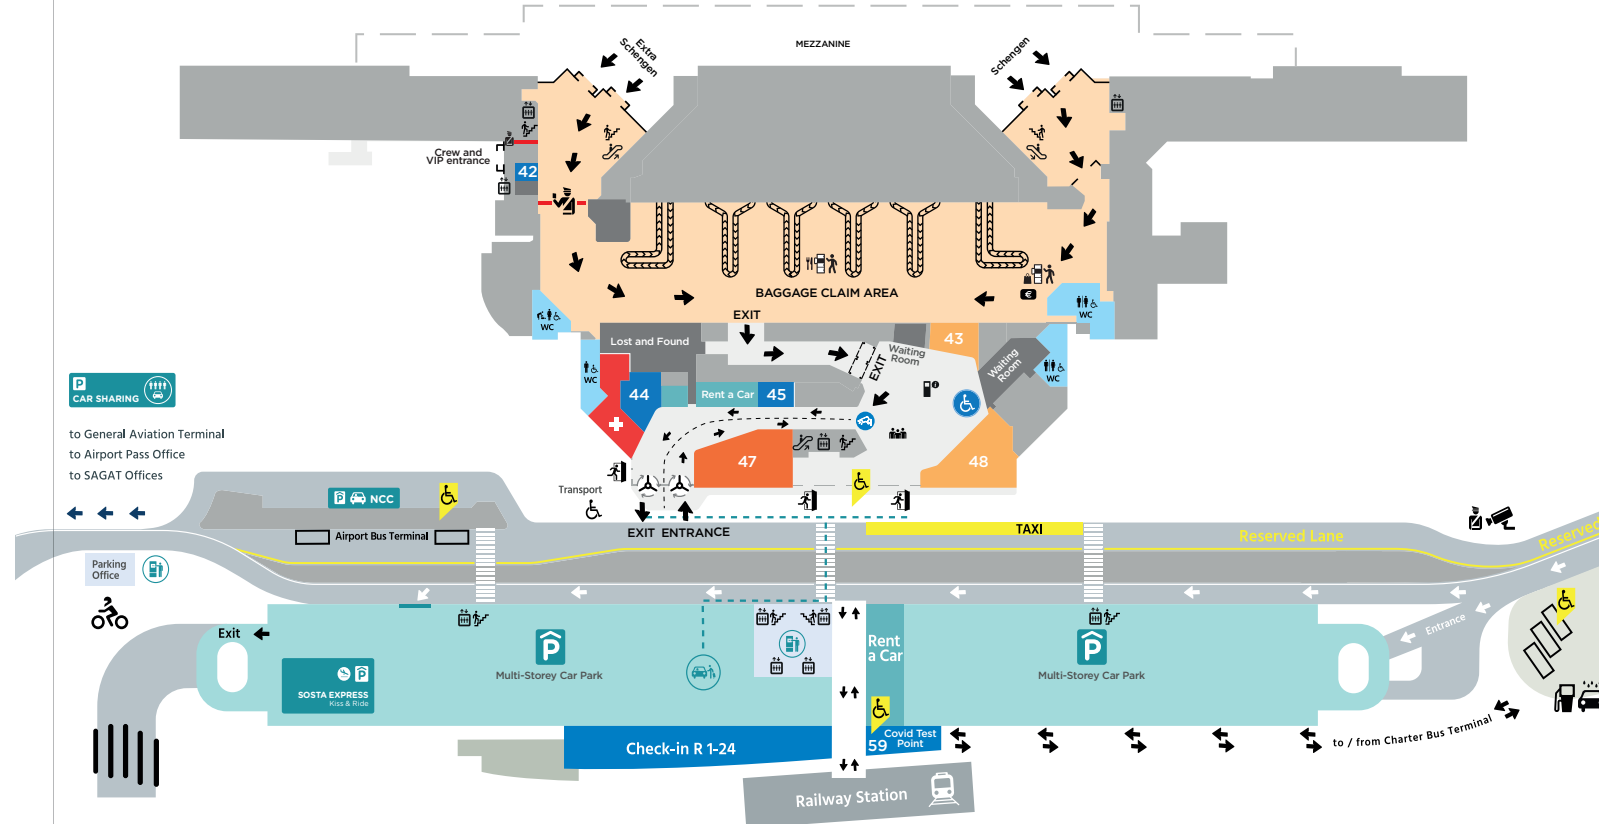 MEZZANINE
Extra
Schengen
Schengen
Crew and
VIP entrance
42
BAGGAGE CLAIM AREA
EXIT
WC
WC
€
Lost and Found
43
Waiting
Room
EXIT
Waiting
Room
WC
WC
44
Rent a Car
45
47
48
P
CAR SHARING
to General Aviation Terminal
to Airport Pass Office
to SAGAT Offices
P NCC
Transport
Airport Bus Terminal
EXIT ENTRANCE
TAXI
Reserved Lane
Reserved
Parking
Office
Exit
P
SOSTA EXPRESS
Kiss & Ride
P
Multi-Storey Car Park
Rent
a Car
P
Multi-Storey Car Park
Entrance
Check-in R 1-24
59
Covid Test
Point
to / from Charter Bus Terminal
Railway Station